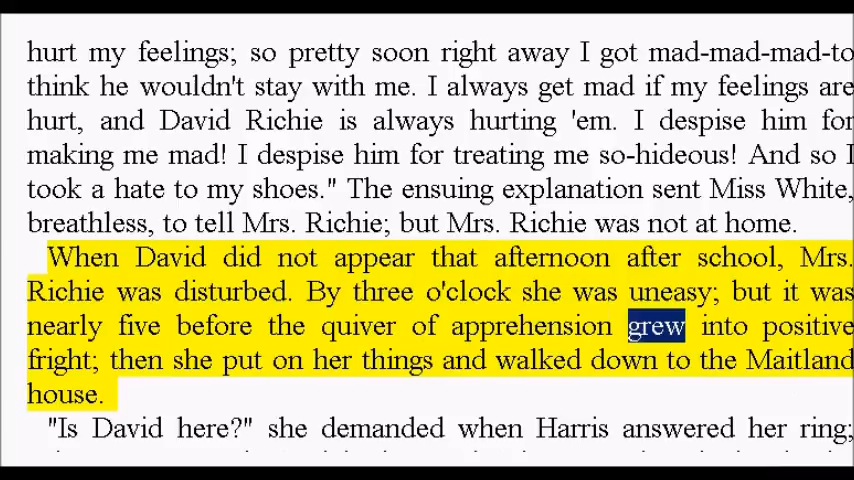 hurt my feelings; so pretty soon right away I got mad-mad-mad-to
think he wouldn't stay with me. I always get mad if my feelings are
hurt, and David Richie is always hurting 'em. I despise him for
making me mad! I despise him for treating me so-hideous! And so I
took a hate to my shoes." The ensuing explanation sent Miss White,
breathless, to tell Mrs. Richie; but Mrs. Richie was not at home.
When David did not appear that afternoon after school, Mrs.
Richie was disturbed. By three o'clock she was uneasy; but it was
nearly five before the quiver of apprehension grew into positive
fright; then she put on her things and walked down to the Maitland
house.
"Is David here?" she demanded when Harris answered her ring;